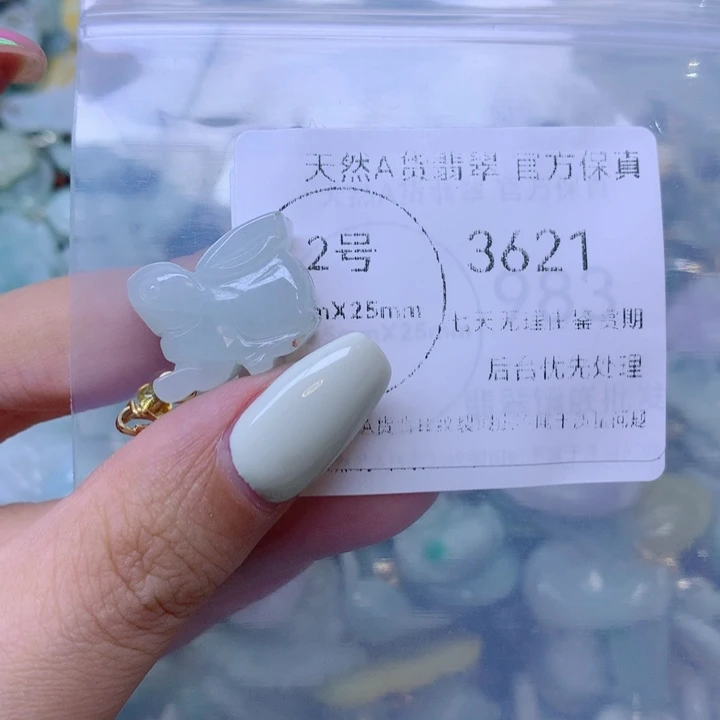 天然A货翡翠 官方保真
2号
3621
mX25mm
七天无理由鉴赏期
后台优先处理
983